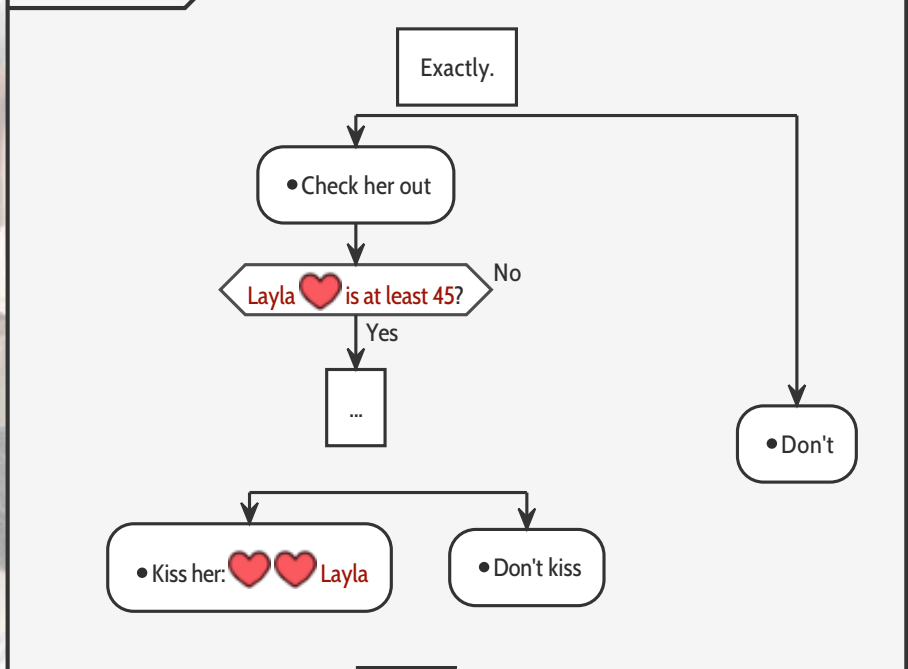 Exactly.
•Check her out
Layla ❤ is at least 45?
No
Yes
...
•Don't
•Kiss her: ❤❤ Layla
•Don't kiss